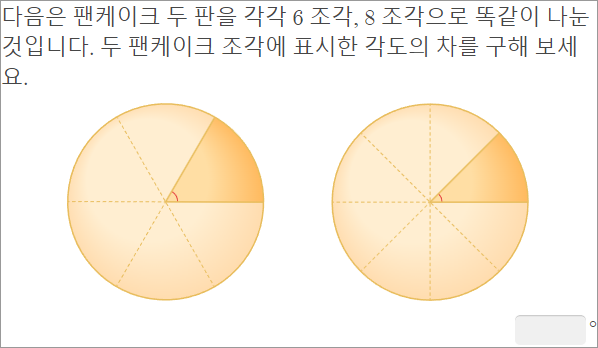 다음은 팬케이크 두 판을 각각 6 조각, 8 조각으로 똑같이 나눈
것입니다. 두 팬케이크 조각에 표시한 각도의 차를 구해 보세
요.
°